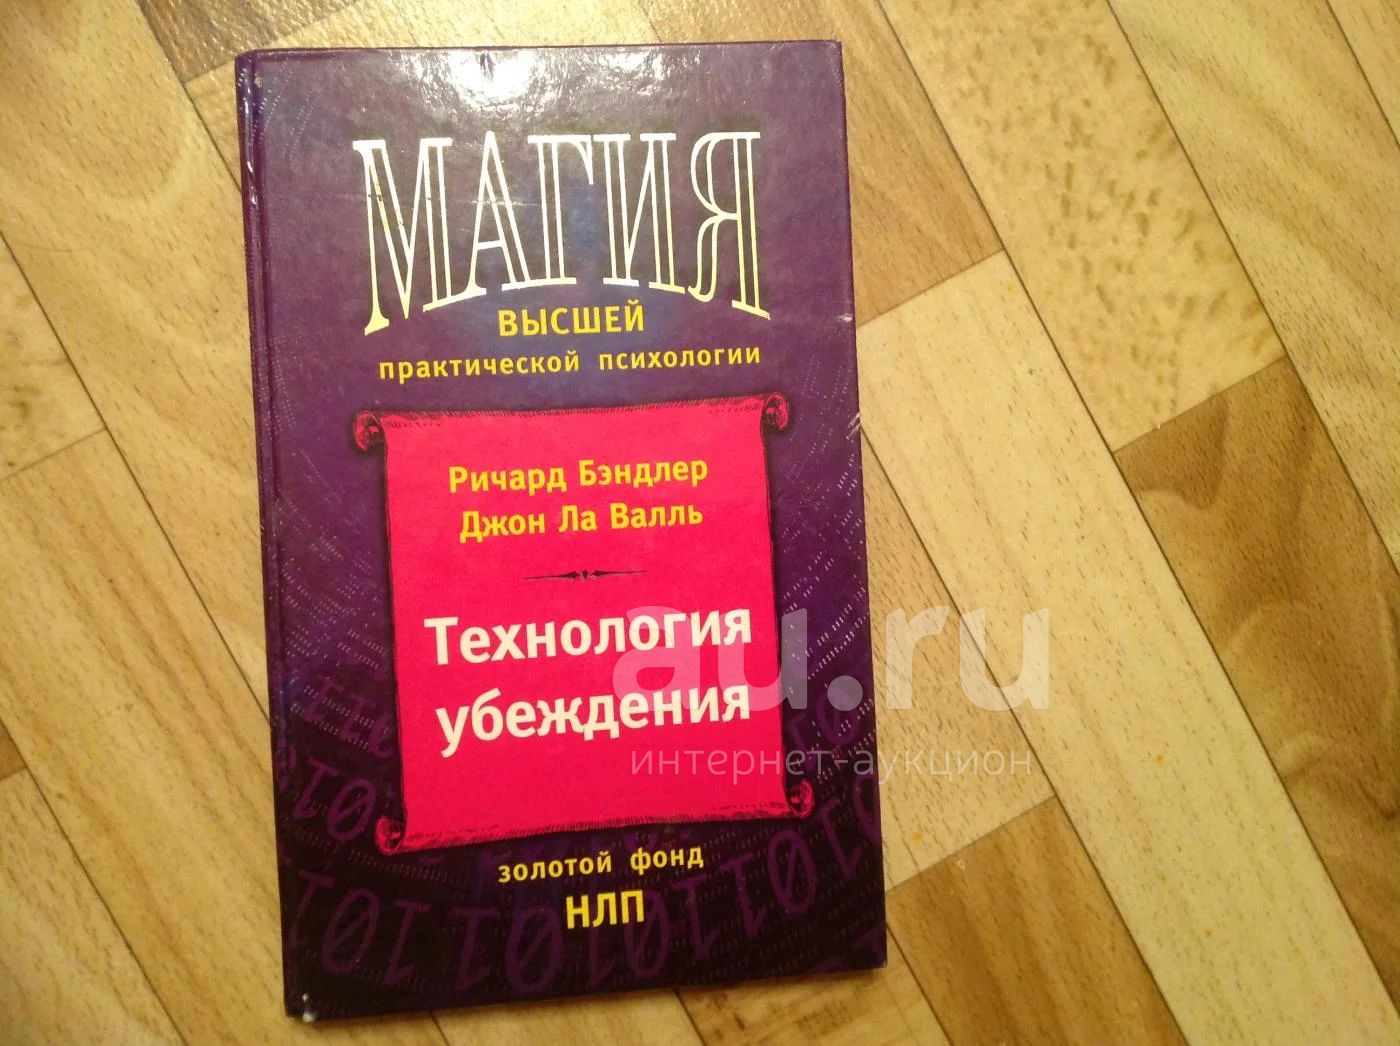 МАГИЯ
ВЫСШЕЙ
практической психологии
Ричард Бэндлер
Джон Ла Валль
Технология
убеждения
au.ru
интернет-аукцион
золотой фонд
НЛП